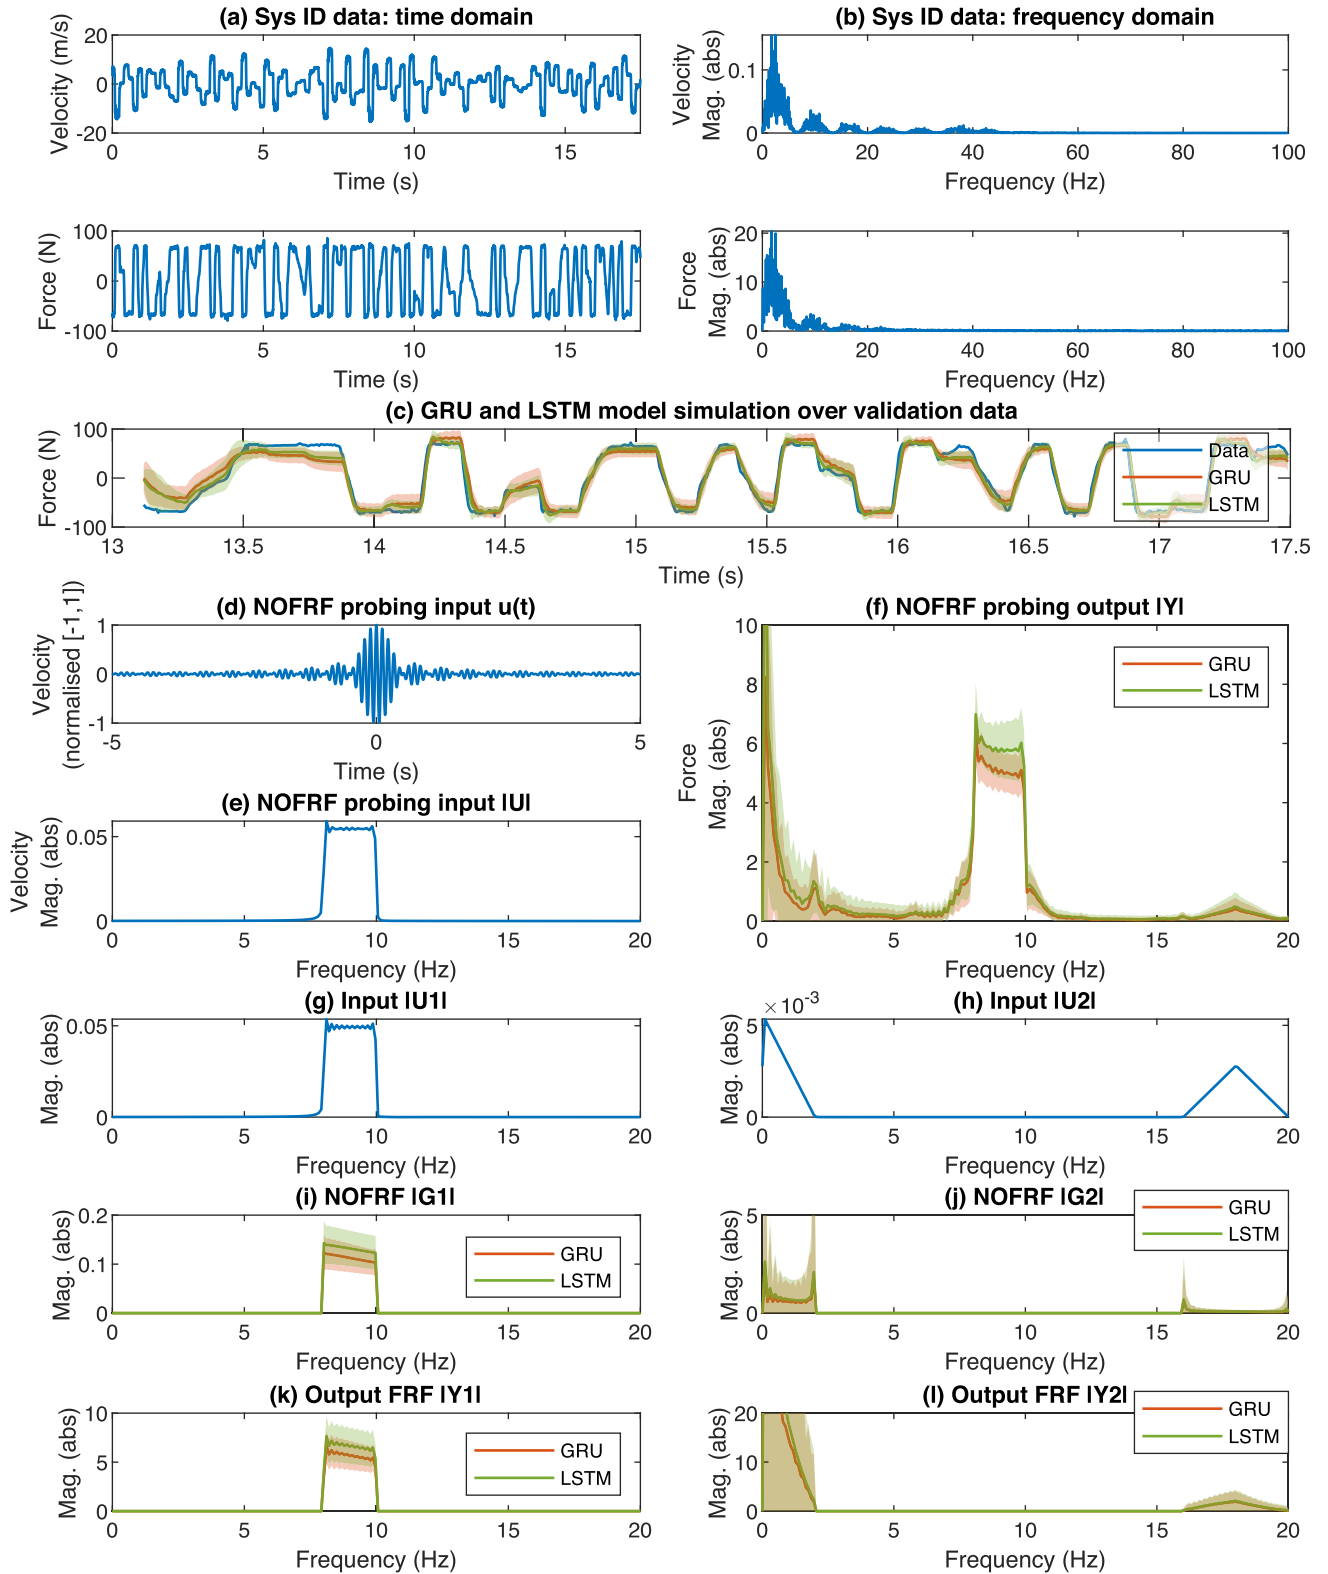 (a) Sys ID data: time domain
Velocity (m/s)
20
0
-20
0 5 10 15
Time (s)
(b) Sys ID data: frequency domain
Velocity
Mag. (abs)
0.1
0
0 20 40 60 80 100
Frequency (Hz)
Force (N)
100
0
-100
0 5 10 15
Time (s)
Force
Mag. (abs)
20
10
0
0 20 40 60 80 100
Frequency (Hz)
(c) GRU and LSTM model simulation over validation data
Force (N)
100
0
-100
Data
GRU
LSTM
13 13.5 14 14.5 15 15.5 16 16.5 17 17.5
Time (s)
(d) NOFRF probing input u(t)
Velocity
(normalised [-1,1])
1
0
-1
-5 0 5
Time (s)
(e) NOFRF probing input |U|
Velocity
Mag. (abs)
0.05
0
0 5 10 15 20
Frequency (Hz)
(f) NOFRF probing output |Y|
Force
Mag. (abs)
10
8
6
4
2
0
GRU
LSTM
0 5 10 15 20
Frequency (Hz)
(g) Input |U1|
Mag. (abs)
0.05
0
0 5 10 15 20
Frequency (Hz)
(h) Input |U2|
×10-3
Mag. (abs)
5
0
0 5 10 15 20
Frequency (Hz)
(i) NOFRF |G1|
Mag. (abs)
0.2
0.1
0
GRU
LSTM
0 5 10 15 20
Frequency (Hz)
(j) NOFRF |G2|
Mag. (abs)
5
0
GRU
LSTM
0 5 10 15 20
Frequency (Hz)
(k) Output FRF |Y1|
Mag. (abs)
10
5
0
GRU
LSTM
0 5 10 15 20
Frequency (Hz)
(l) Output FRF |Y2|
Mag. (abs)
20
10
0
GRU
LSTM
0 5 10 15 20
Frequency (Hz)